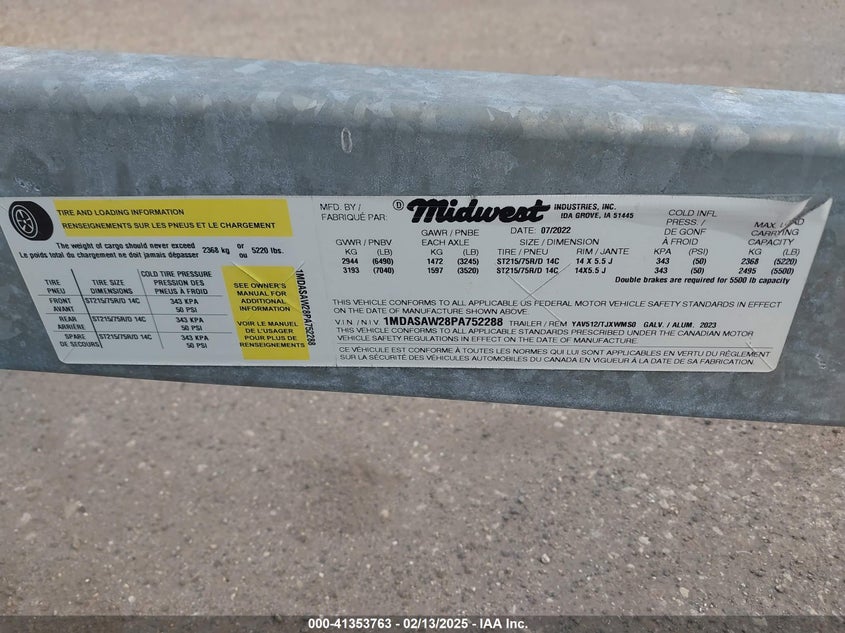 TIRE AND LOADING INFORMATION
RENSEIGNEMENTS SUR LES PNEUS ET LE CHARGEMENT
The weight of cargo should never exceed 2368 kg or 5220 lbs.
Le poids total du chargement ne doit jamais dépasser ou
TIRE PNEU
TIRE SIZE DIMENSIONS
COLD TIRE PRESSURE PRESSION DES PNEUS À FROID
FRONT AVANT ST215/75R/D 14C 343 KPA 50 PSI
REAR ARRIÈRE ST215/75R/D 14C 343 KPA 50 PSI
SPARE DE SECOURS ST215/75R/D 14C 343 KPA 50 PSI
SEE OWNER'S
MANUAL FOR
ADDITIONAL
INFORMATION
VOIR LE MANUEL
DE L'USAGER
POUR PLUS DE
RENSEIGNEMENTS
1MDASAW28PA752288
MFD. BY /
FABRIQUÉ PAR:
D Midwest INDUSTRIES, INC.
IDA GROVE, IA 51445
DATE: 07/2022
GVWR / PNBV
KG (LB)
2944 (6490)
3193 (7040)
GAWR / PNBE
EACH AXLE
KG (LB)
1472 (3245)
1597 (3520)
SIZE / DIMENSION
TIRE / PNEU RIM / JANTE
ST215/75R/D 14C 14 X 5.5 J
ST215/75R/D 14C 14X5.5 J
COLD INFL
PRESS. /
DE GONF
À FROID
KPA (PSI)
343 (50)
343 (50)
MAX. LOAD
CARRYING
CAPACITY
KG (LB)
2368 (5220)
2495 (5500)
Double brakes are required for 5500 lb capacity
THIS VEHICLE CONFORMS TO ALL APPLICABLE US FEDERAL MOTOR VEHICLE SAFETY STANDARDS IN EFFECT
ON THE DATE OF MANUFACTURE SHOWN ABOVE.
V I N / N I V 1MDASAW28PA752288 TRAILER / REM YAV512/TJXWMS0 GALV. / ALUM. 2023
THIS VEHICLE CONFORMS TO ALL APPLICABLE STANDARDS PRESCRIBED UNDER THE CANADIAN MOTOR
VEHICLE SAFETY REGULATIONS IN EFFECT ON THE DATE OF MANUFACTURE.
CE VÉHICULE EST CONFORME À TOUTES LES NORMES QUI LUI SONT APPLICABLES EN VERTU DU RÈGLEMENT
SUR LA SÉCURITÉ DES VÉHICULES AUTOMOBILES DU CANADA EN VIGUEUR À LA DATE DE SA FABRICATION.
000-41353763 - 02/13/2025 - IAA Inc.